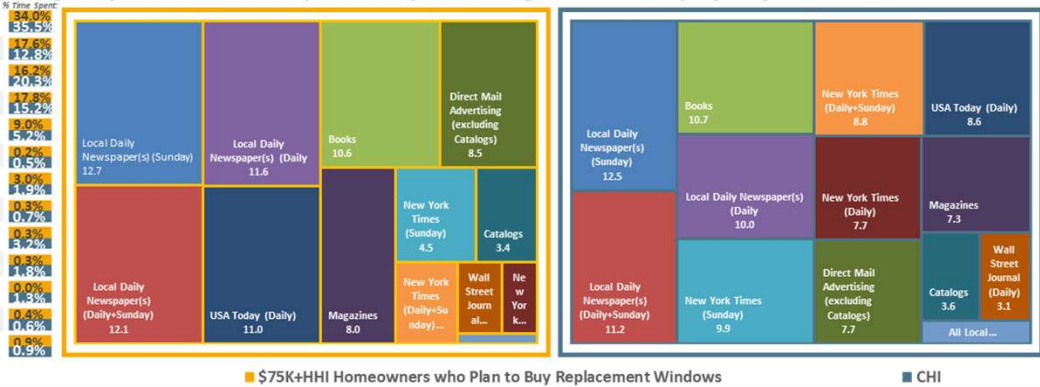 % Time Spent:
34.0%
35.5%
17.6%
12.8%
16.2%
20.3%
17.8%
15.2%
9.0%
5.2%
0.2%
0.5%
3.0%
1.9%
0.3%
0.7%
0.3%
3.2%
0.3%
1.8%
0.0%
1.3%
0.4%
0.6%
0.9%
0.9%
Local Daily
Newspaper(s) (Sunday)
12.7
Local Daily
Newspaper(s) (Daily
11.6
Books
10.6
Direct Mail
Advertising
(excluding
Catalogs)
8.5
Local Daily
Newspaper(s)
(Daily+Sunday)
12.1
USA Today (Daily)
11.0
Magazines
8.0
New York
Times
(Sunday)
4.5
Catalogs
3.4
New York
Times
(Daily+Su
nday)...
Wall
Street
Journ
al...
Ne
w
Yor
k...
Local Daily
Newspaper(s)
(Sunday)
12.5
Books
10.7
New York Times
(Daily+Sunday)
8.8
USA Today (Daily)
8.6
Local Daily Newspaper(s)
(Daily
10.0
New York Times
(Daily)
7.7
Magazines
7.3
Local Daily
Newspaper(s)
(Daily+Sunday)
11.2
New York Times
(Sunday)
9.9
Direct Mail
Advertising
(excluding
Catalogs)
7.7
Catalogs
3.6
Wall
Street
Journal
(Daily)
3.1
All Local...
$75K+HHI Homeowners who Plan to Buy Replacement Windows
CHI